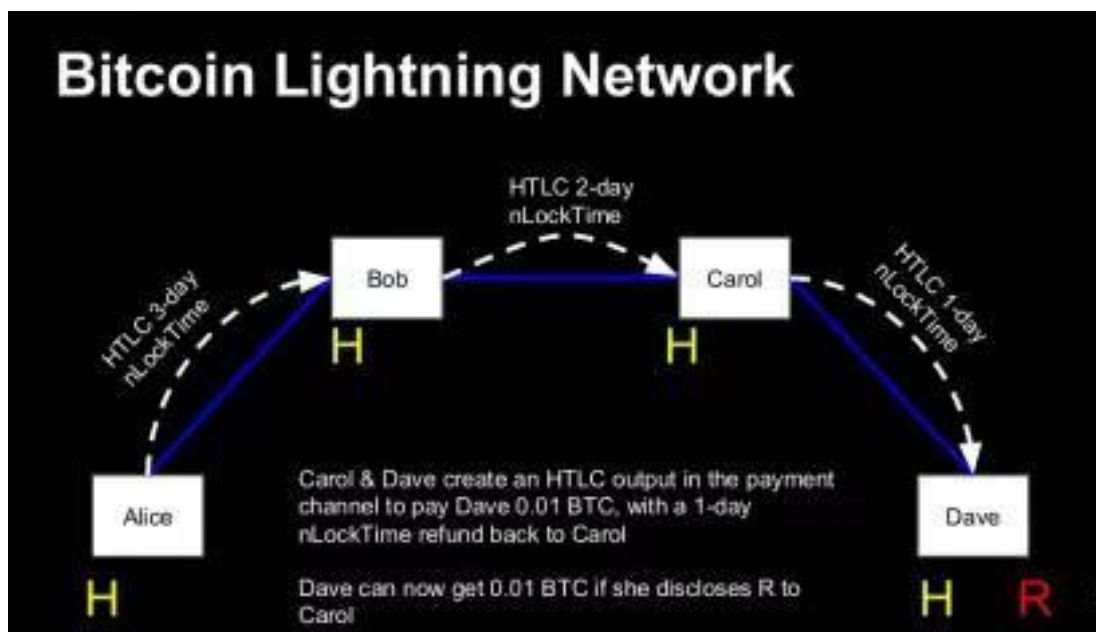 Bitcoin Lightning Network
HTLC 2-day
nLockTime
HTLC 3-day
nLockTime
HTLC 1-day
nLockTime
Bob
Carol
H
H
Alice
Dave
Carol & Dave create an HTLC output in the payment
channel to pay Dave 0.01 BTC, with a 1-day
nLockTime refund back to Carol
Dave can now get 0.01 BTC if she discloses R to
Carol
H
H
R